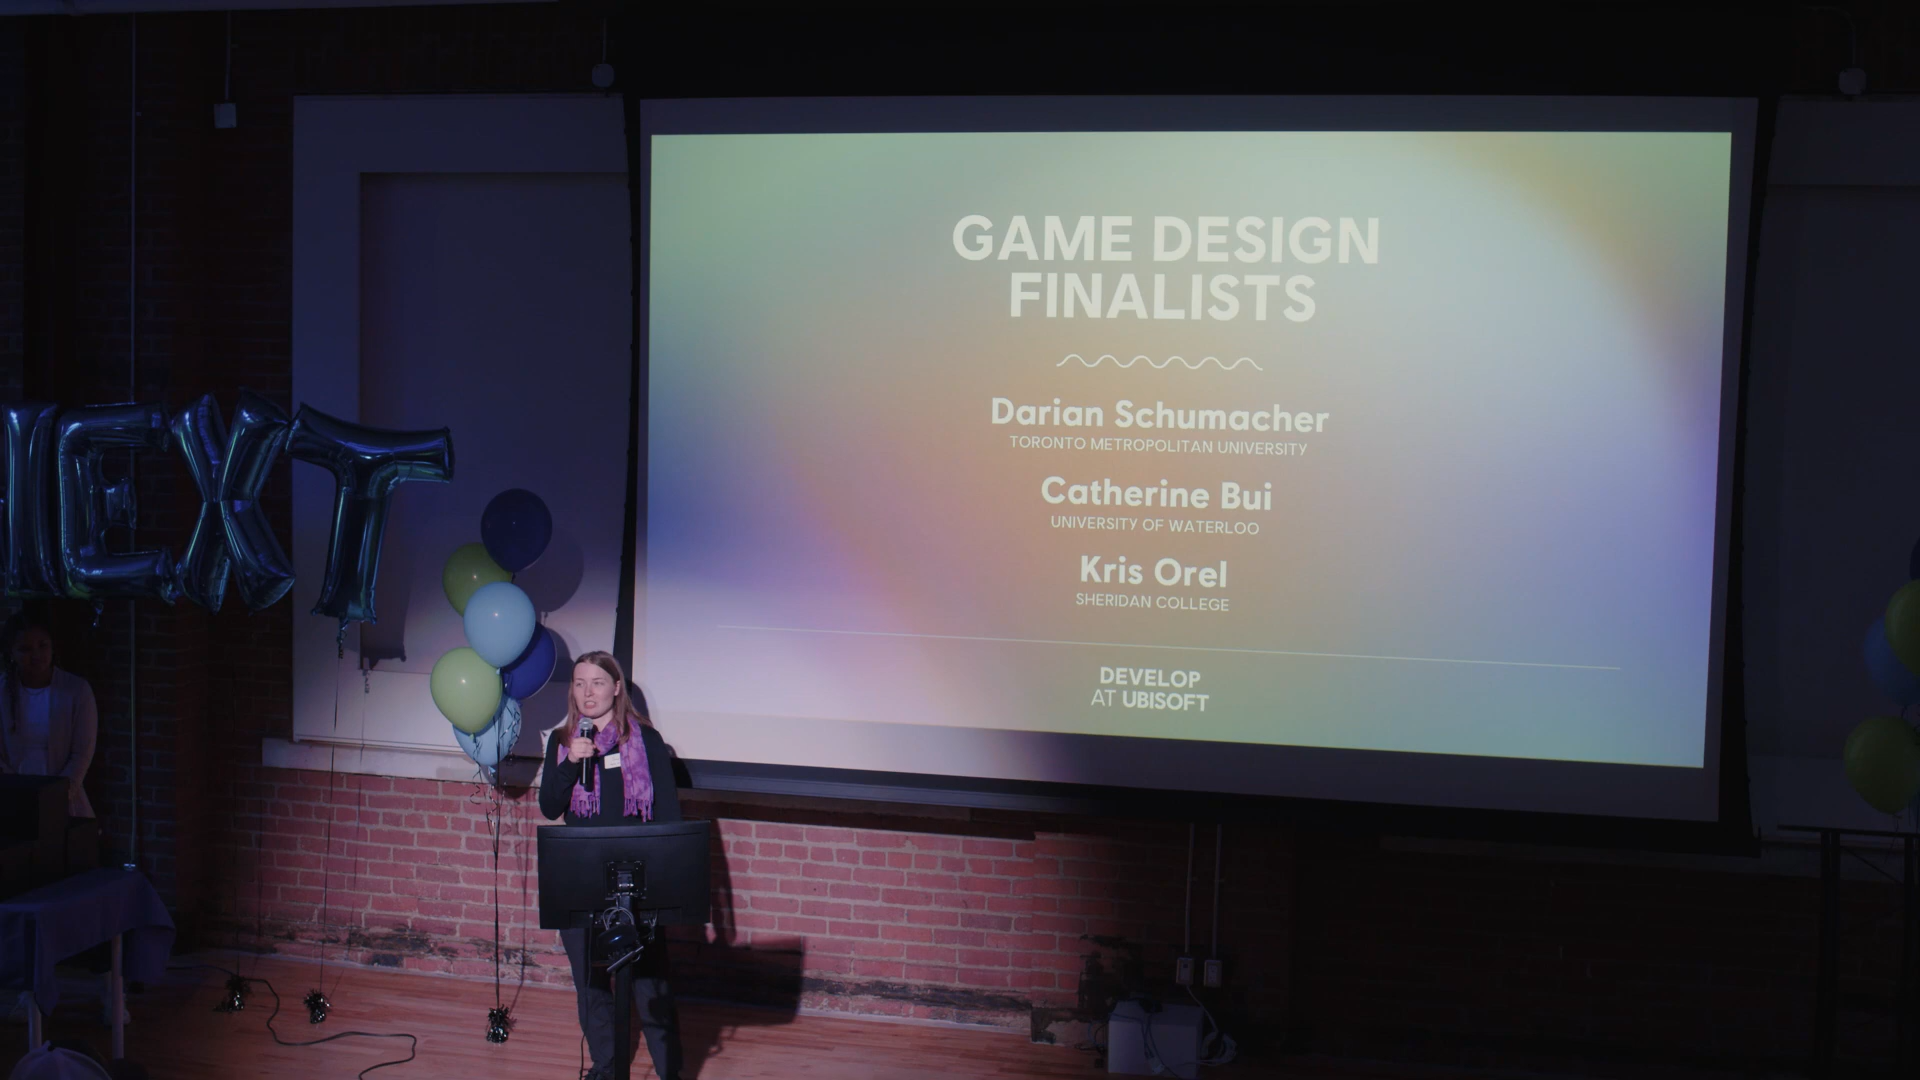 GAME DESIGN
FINALISTS
Darian Schumacher
TORONTO METROPOLITAN UNIVERSITY
Catherine Bui
UNIVERSITY OF WATERLOO
Kris Orel
SHERIDAN COLLEGE
DEVELOP
AT UBISOFT
NEXT